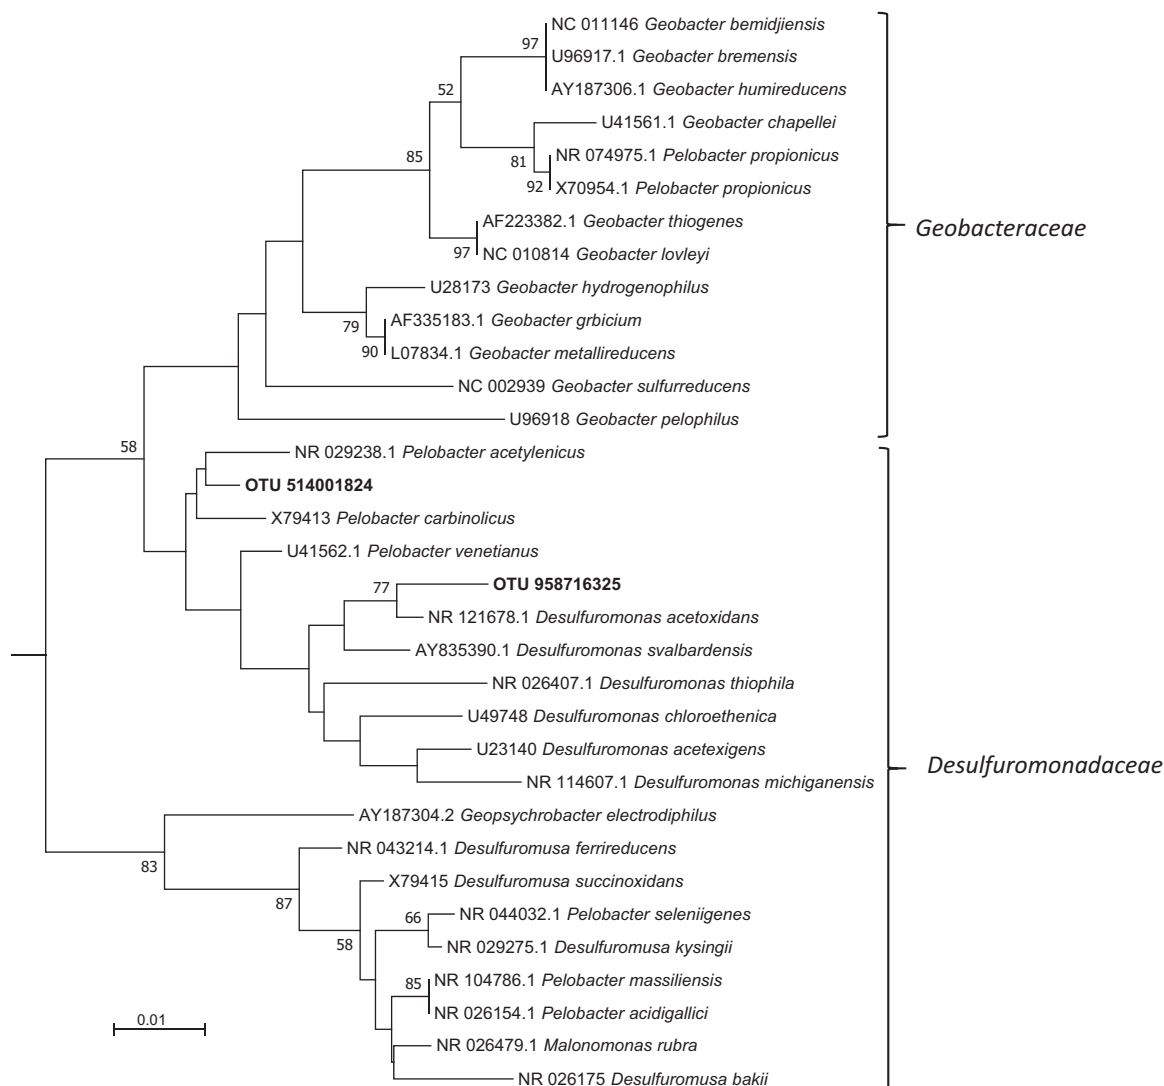 NC 011146 Geobacter bemidjiensis
97
U96917.1 Geobacter bremensis
52
AY187306.1 Geobacter humireducens
U41561.1 Geobacter chapellei
85
NR 074975.1 Pelobacter propionicus
81
92
X70954.1 Pelobacter propionicus
AF223382.1 Geobacter thiogenes
Geobacteraceae
97
NC 010814 Geobacter lovleyi
U28173 Geobacter hydrogenophilus
79
AF335183.1 Geobacter grbicium
90
L07834.1 Geobacter metallireducens
NC 002939 Geobacter sulfurreducens
U96918 Geobacter pelophilus
58
NR 029238.1 Pelobacter acetylenicus
OTU 514001824
X79413 Pelobacter carbinolicus
U41562.1 Pelobacter venetianus
77
OTU 958716325
NR 121678.1 Desulfuromonas acetoxidans
AY835390.1 Desulfuromonas svalbardensis
NR 026407.1 Desulfuromonas thiophila
U49748 Desulfuromonas chloroethenica
U23140 Desulfuromonas acetexigens
Desulfuromonadaceae
NR 114607.1 Desulfuromonas michiganensis
AY187304.2 Geopsychrobacter electrodiphilus
83
NR 043214.1 Desulfuromusa ferrireducens
87
X79415 Desulfuromusa succinoxidans
66
NR 044032.1 Pelobacter seleniigenes
58
NR 029275.1 Desulfuromusa kysingii
85
NR 104786.1 Pelobacter massiliensis
NR 026154.1 Pelobacter acidigallici
0.01
NR 026479.1 Malonomonas rubra
NR 026175 Desulfuromusa bakii